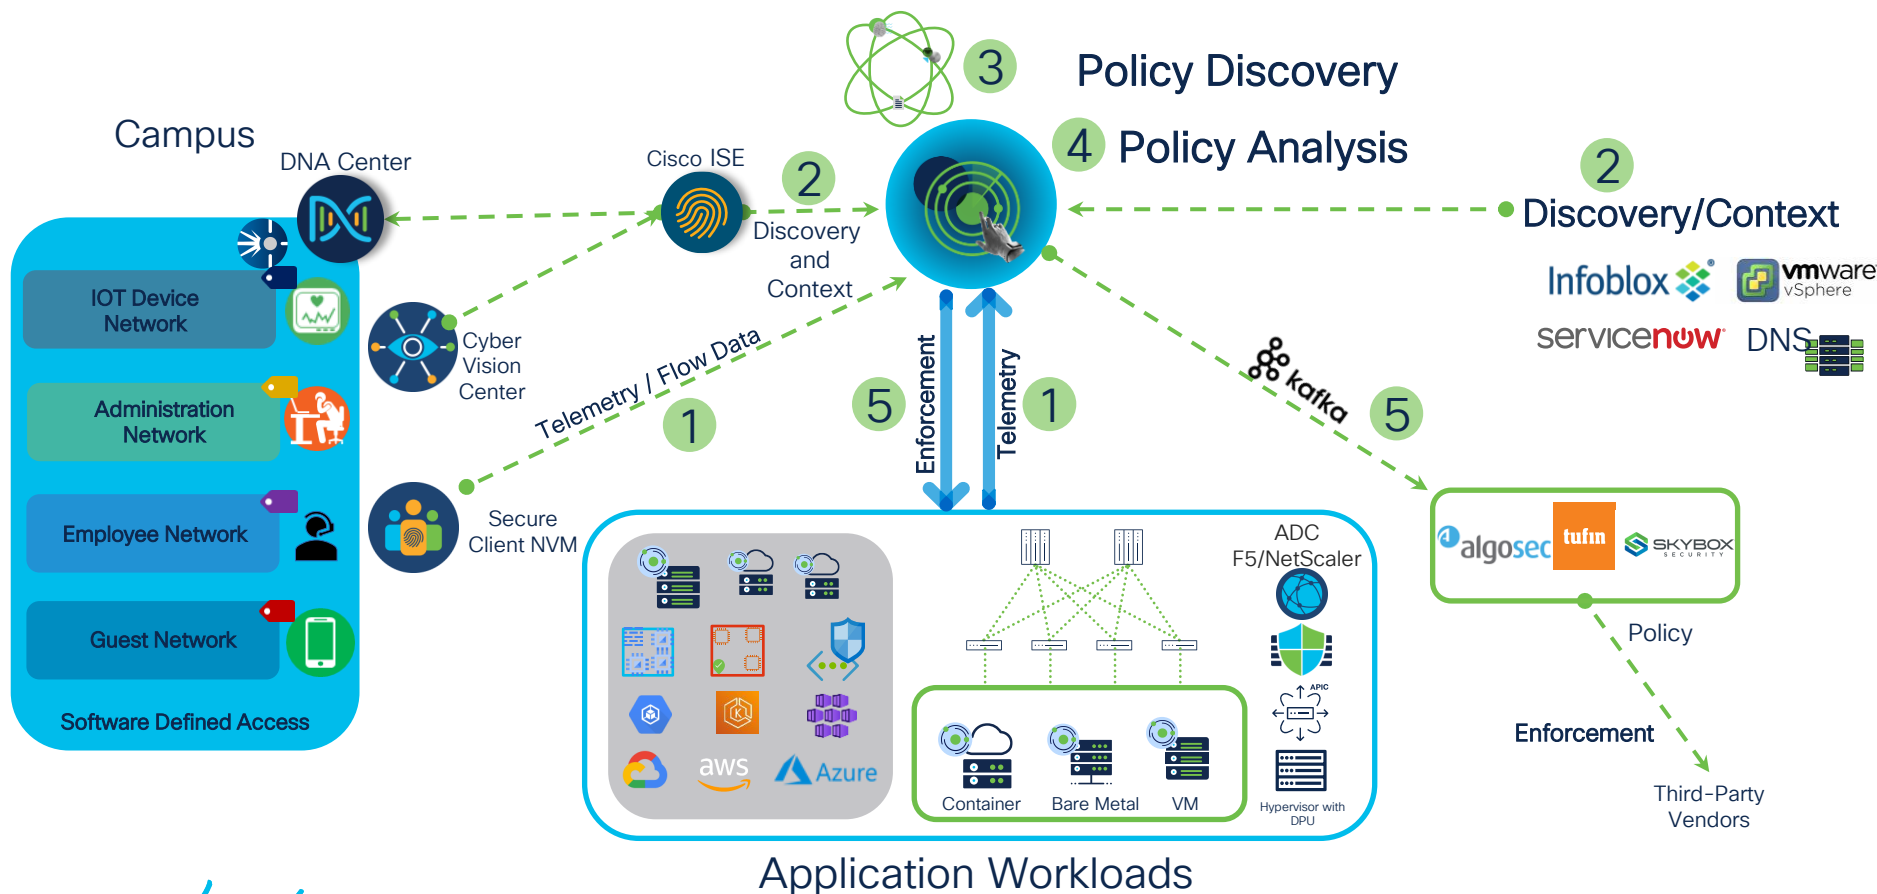 3
Policy Discovery
4
Policy Analysis
Campus
DNA Center
Cisco ISE
2
Discovery
and
Context
2
Discovery/Context
Infoblox
vmware
vSphere
servicenow
DNS
IOT Device
Network
Administration
Network
Employee Network
Guest Network
Software Defined Access
Cyber
Vision
Center
Telemetry / Flow Data
1
Secure
Client NVM
5
Enforcement
Telemetry
1
kafka
5
algosec
tufin
SKYBOX
SECURITY
Policy
Enforcement
Third-Party
Vendors
ADC
F5/NetScaler
APIC
Hypervisor with
DPU
K
aws
Azure
Container
Bare Metal
VM
Application Workloads